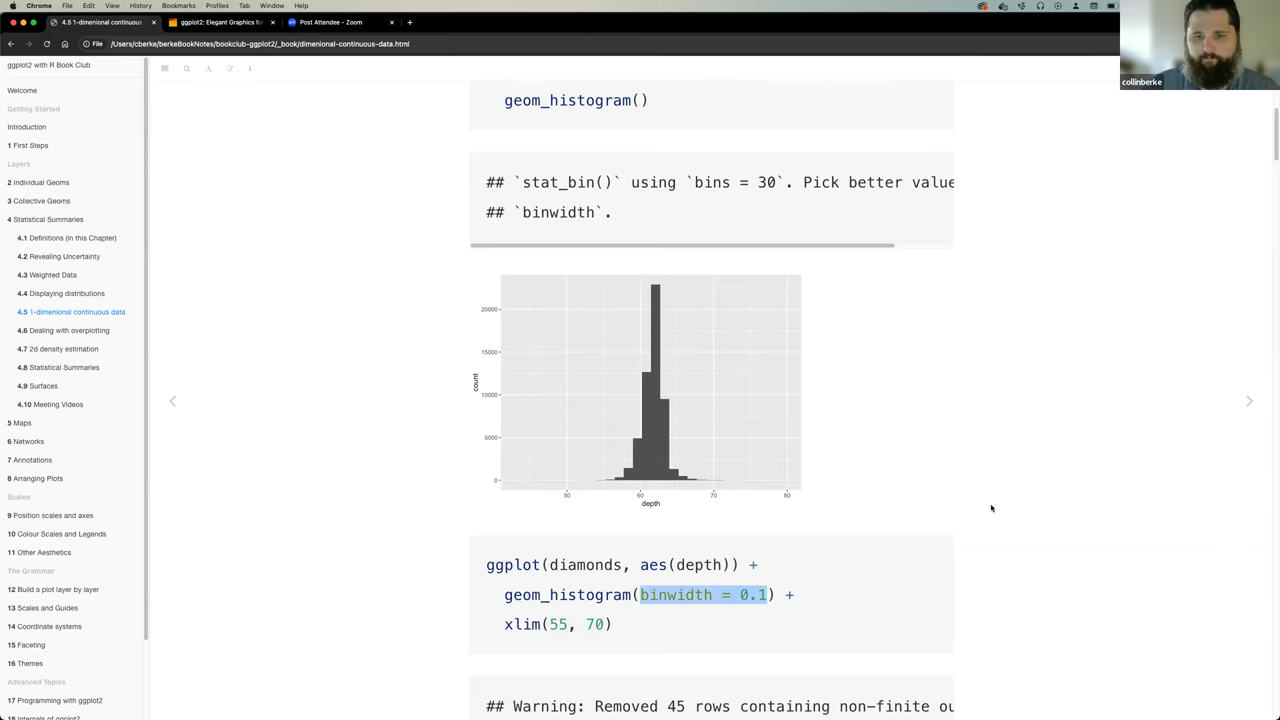 Chrome File Edit View History Bookmarks Profiles Tab Window Help
4.5 1-dimensional continuous
ggplot2: Elegant Graphics fo
Post Attendee - Zoom
File /Users/cberke/berkeBookNotes/bookclub-ggplot2/_book/dimenional-continuous-data.html
collinberke
ggplot2 with R Book Club
Welcome
Getting Started
Introduction
1 First Steps
Layers
2 Individual Geoms
3 Collective Geoms
4 Statistical Summaries
4.1 Definitions (in this Chapter)
4.2 Revealing Uncertainty
4.3 Weighted Data
4.4 Displaying distributions
4.5 1-dimenional continuous data
4.6 Dealing with overplotting
4.7 2d density estimation
4.8 Statistical Summaries
4.9 Surfaces
4.10 Meeting Videos
5 Maps
6 Networks
7 Annotations
8 Arranging Plots
Scales
9 Position scales and axes
10 Colour Scales and Legends
11 Other Aesthetics
The Grammar
12 Build a plot layer by layer
13 Scales and Guides
14 Coordinate systems
15 Faceting
16 Themes
Advanced Topics
17 Programming with ggplot2
18 Internals of ggplot2
geom_histogram()
## `stat_bin()` using `bins = 30`. Pick better value
## `binwidth`.
20000
15000
10000
5000
0
count
50 60 70 80
depth
ggplot(diamonds, aes(depth)) +
geom_histogram(binwidth = 0.1) +
xlim(55, 70)
## Warning: Removed 45 rows containing non-finite ou